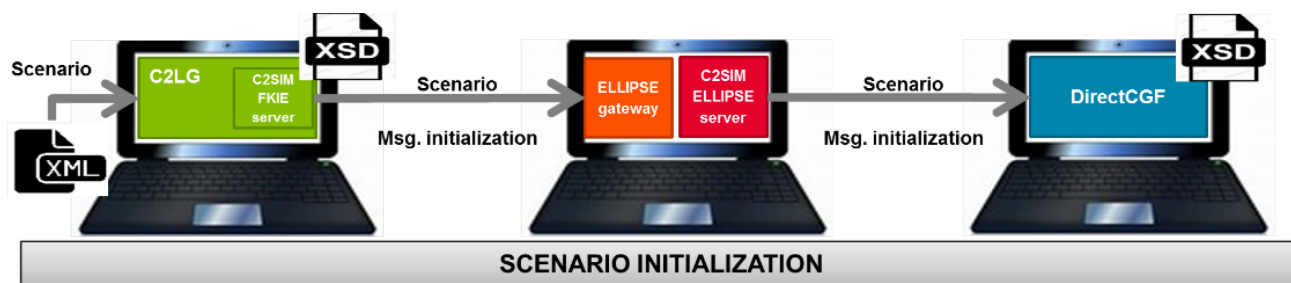 Scenario
XML
C2LG
C2SIM
FKIE
server
XSD
Scenario
Msg. initialization
ELLIPSE
gateway
C2SIM
ELLIPSE
server
Scenario
Msg. initialization
DirectCGF
XSD
SCENARIO INITIALIZATION